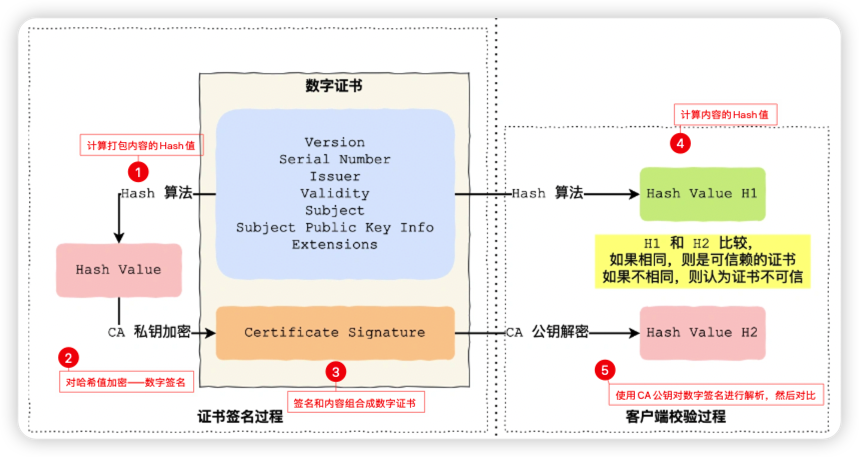 数字证书
计算打包内容的Hash值
1
Hash 算法
Hash Value
CA 私钥加密
2
对哈希值加密——数字签名
Version
Serial Number
Issuer
Validity
Subject
Subject Public Key Info
Extensions
Certificate Signature
3
签名和内容组合成数字证书
证书签名过程
计算内容的Hash值
4
Hash 算法
Hash Value H1
H1 和 H2 比较,
如果相同，则是可信赖的证书
如果不相同，则认为证书不可信
CA 公钥解密
Hash Value H2
5
使用CA公钥对数字签名进行解析，然后对比
客户端校验过程